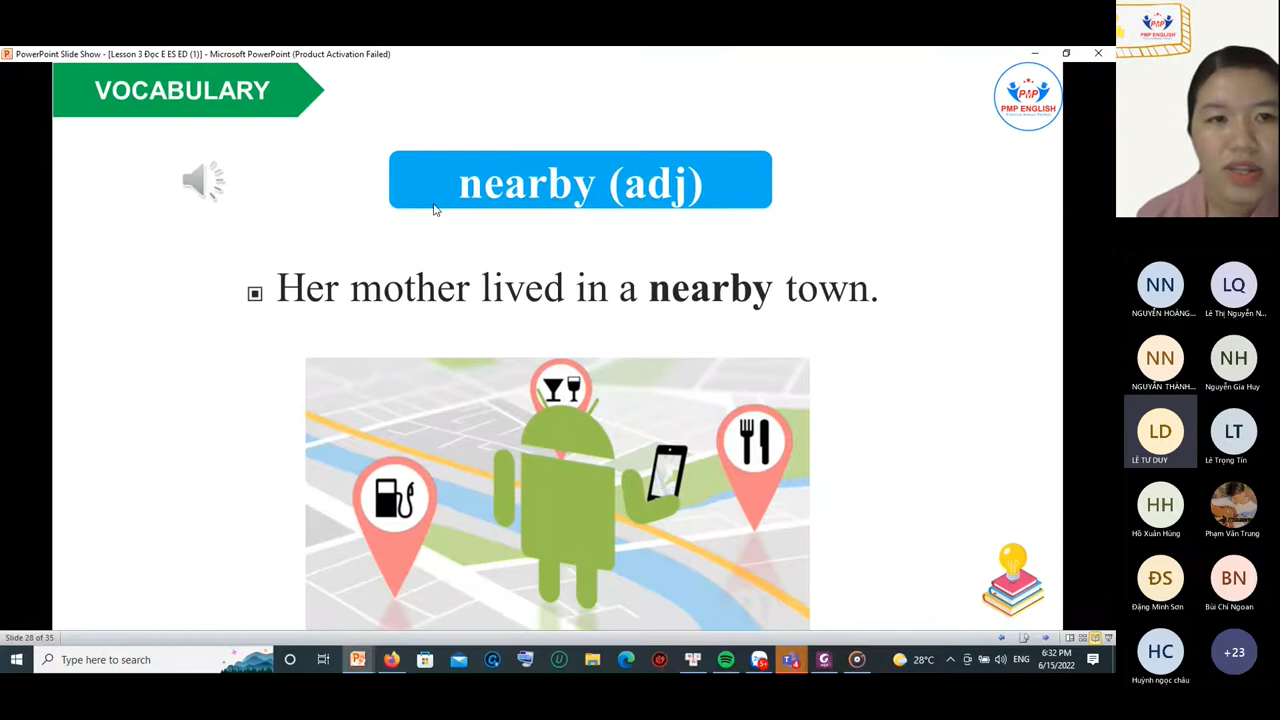 PowerPoint Slide Show - [Lesson 3 Đọc E ES ED (1)] - Microsoft PowerPoint (Product Activation Failed)
VOCABULARY
PMP
PMP ENGLISH
nearby (adj)
Her mother lived in a nearby town.
Slide 28 of 35
Type here to search
28°C
ENG
6:32 PM
6/15/2022
PMP
PMP ENGLISH
NN
NGUYỄN HOÀNG...
LQ
Lê Thị Nguyễn N...
NN
NGUYỄN THÀNH...
NH
Nguyễn Gia Huy
LD
LÊ TƯ DUY
LT
Lê Trọng Tín
HH
Hồ Xuân Hùng
Phạm Văn Trung
ĐS
Đặng Minh Sơn
BN
Bùi Chí Ngoan
HC
Huỳnh ngọc châu
+23